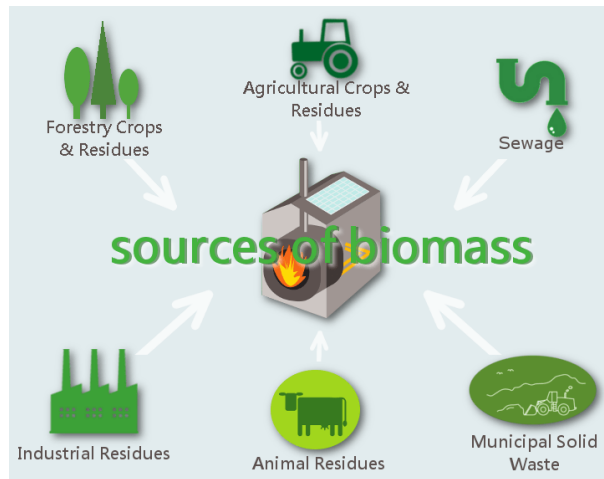 Forestry Crops
& Residues
Agricultural Crops &
Residues
Sewage
sources of biomass
Industrial Residues
Animal Residues
Municipal Solid
Waste